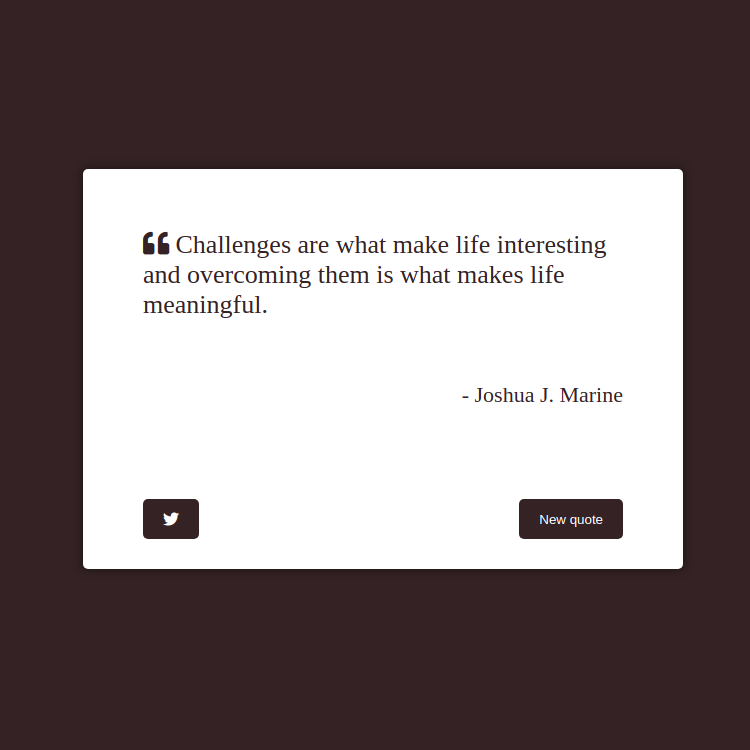 Challenges are what make life interesting
and overcoming them is what makes life
meaningful.
- Joshua J. Marine
New quote